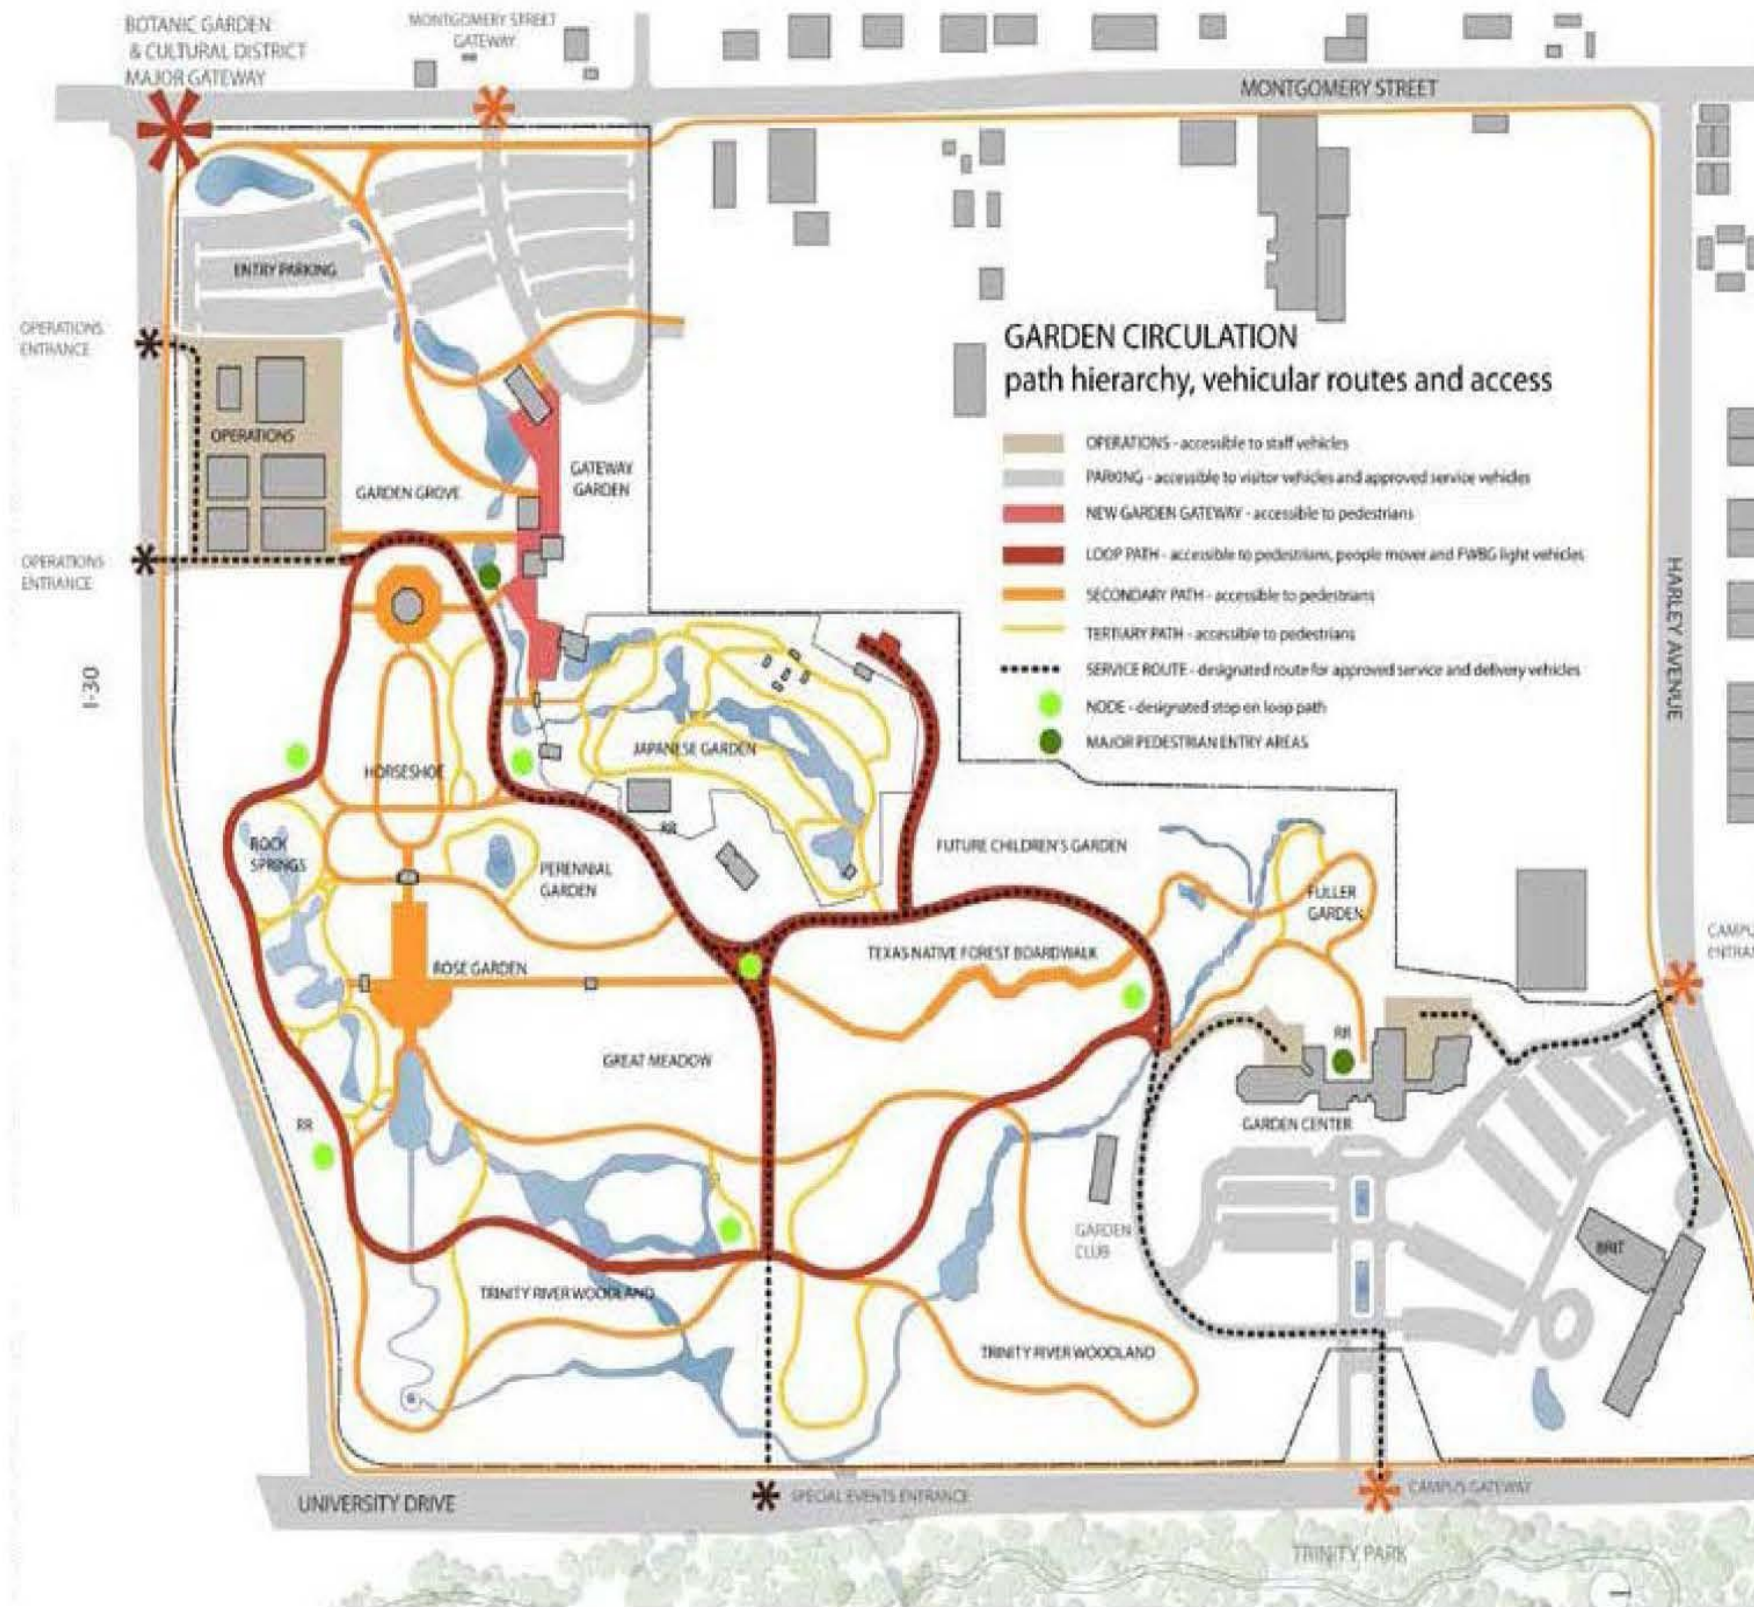 BOTANIC GARDEN
& CULTURAL DISTRICT
MAJOR GATEWAY
MONTGOMERY STREET
GATEWAY
MONTGOMERY STREET
ENTRY PARKING
OPERATIONS
ENTRANCE
OPERATIONS
GARDEN GROVE
GATEWAY
GARDEN
OPERATIONS
ENTRANCE
I-30
GARDEN CIRCULATION
path hierarchy, vehicular routes and access
OPERATIONS - accessible to staff vehicles
PARKING - accessible to visitor vehicles and approved service vehicles
NEW GARDEN GATEWAY - accessible to pedestrians
LOOP PATH - accessible to pedestrians, people mover and FWBG light vehicles
SECONDARY PATH - accessible to pedestrians
TERTIARY PATH - accessible to pedestrians
SERVICE ROUTE - designated route for approved service and delivery vehicles
NODE - designated stop on loop path
MAJOR PEDESTRIAN ENTRY AREAS
HARLEY AVENUE
JAPANESE GARDEN
HORSESHOE
RR
ROCK
SPRINGS
PERENNIAL
GARDEN
FUTURE CHILDREN'S GARDEN
FULLER
GARDEN
ROSE GARDEN
TEXAS NATIVE FOREST BOARDWALK
CAMPU
ENTRAN
GREAT MEADOW
RR
GARDEN CENTER
RR
GARDEN
CLUB
BRIT
TRINITY RIVER WOODLAND
TRINITY RIVER WOODLAND
UNIVERSITY DRIVE
SPECIAL EVENTS ENTRANCE
CAMPUS GATEWAY
TRINITY PARK